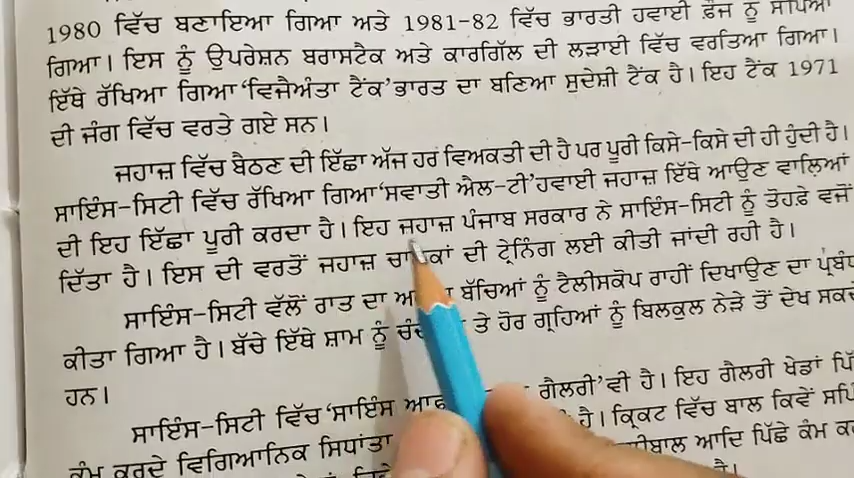 1980 ਵਿੱਚ ਬਣਾਇਆ ਗਿਆ ਅਤੇ 1981-82 ਵਿੱਚ ਭਾਰਤੀ ਹਵਾਈ ਫ਼ੌਜ ਨੂੰ ਸੌਂਪਿਆ
ਗਿਆ। ਇਸ ਨੂੰ ਉਪਰੇਸ਼ਨ ਬਰਾਸਟੈਕ ਅਤੇ ਕਾਰਗਿੱਲ ਦੀ ਲੜਾਈ ਵਿੱਚ ਵਰਤਿਆ ਗਿਆ।
ਇੱਥੇ ਰੱਖਿਆ ਗਿਆ ‘ਵਿਜੈਅੰਤਾ ਟੈਂਕ’ ਭਾਰਤ ਦਾ ਬਣਿਆ ਸੁਦੇਸ਼ੀ ਟੈਂਕ ਹੈ। ਇਹ ਟੈਂਕ 1971
ਦੀ ਜੰਗ ਵਿੱਚ ਵਰਤੇ ਗਏ ਸਨ।
ਜਹਾਜ਼ ਵਿੱਚ ਬੈਠਣ ਦੀ ਇੱਛਾ ਅੱਜ ਹਰ ਵਿਅਕਤੀ ਦੀ ਹੈ ਪਰ ਪੂਰੀ ਕਿਸੇ-ਕਿਸੇ ਦੀ ਹੀ ਹੁੰਦੀ ਹੈ।
ਸਾਇੰਸ-ਸਿਟੀ ਵਿੱਚ ਰੱਖਿਆ ਗਿਆ ‘ਸਵਾਤੀ ਐਲ-ਟੀ’ ਹਵਾਈ ਜਹਾਜ਼ ਇੱਥੇ ਆਉਣ ਵਾਲ਼ਿਆਂ
ਦੀ ਇਹ ਇੱਛਾ ਪੂਰੀ ਕਰਦਾ ਹੈ। ਇਹ ਜਹਾਜ਼ ਪੰਜਾਬ ਸਰਕਾਰ ਨੇ ਸਾਇੰਸ-ਸਿਟੀ ਨੂੰ ਤੋਹਫ਼ੇ ਵਜੋਂ
ਦਿੱਤਾ ਹੈ। ਇਸ ਦੀ ਵਰਤੋਂ ਜਹਾਜ਼ ਦੀ ਟ੍ਰੇਨਿੰਗ ਲਈ ਕੀਤੀ ਜਾਂਦੀ ਰਹੀ ਹੈ।
ਸਾਇੰਸ-ਸਿਟੀ ਵੱਲੋਂ ਰਾਤ ਦਾ ਬੱਚਿਆਂ ਨੂੰ ਟੈਲੀਸਕੋਪ ਰਾਹੀਂ ਦਿਖਾਉਣ ਦਾ ਪ੍ਰਬੰਧ
ਕੀਤਾ ਗਿਆ ਹੈ। ਬੱਚੇ ਇੱਥੇ ਸ਼ਾਮ ਨੂੰ ਤੇ ਹੋਰ ਗ੍ਰਹਿਆਂ ਨੂੰ ਬਿਲਕੁਲ ਨੇੜੇ ਤੋਂ ਦੇਖ ਸਕਦੇ
ਹਨ।
ਸਾਇੰਸ-ਸਿਟੀ ਵਿੱਚ ‘ਸਾਇੰਸ ਗੈਲਰੀ’ ਵੀ ਹੈ। ਇਹ ਗੈਲਰੀ ਖੇਡਾਂ
ਕੰਮ ਕਰਦੇ ਵਿਗਿਆਨਿਕ ਸਿਧਾਂਤਾ ਹੈ। ਕ੍ਰਿਕਟ ਵਿੱਚ ਬਾਲ ਕਿਵੇਂ
ਆਦਿ ਪਿੱਛੇ ਕੰਮ
ਹੈ।